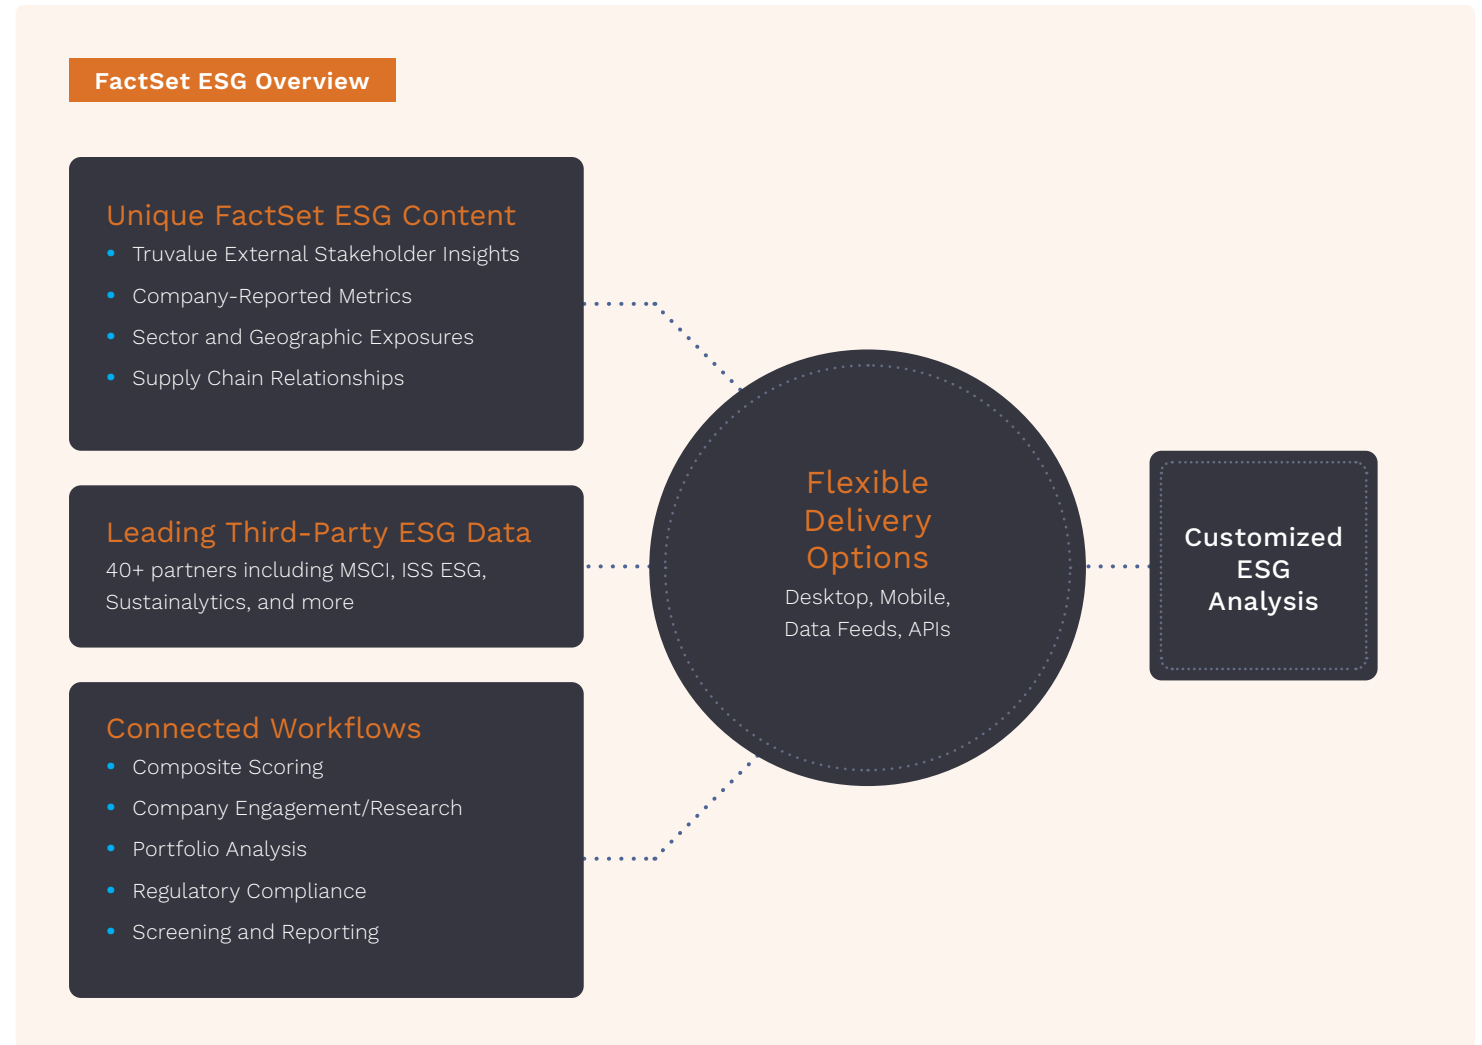 FactSet ESG Overview
Unique FactSet ESG Content
• Truvalue External Stakeholder Insights
• Company-Reported Metrics
• Sector and Geographic Exposures
• Supply Chain Relationships
Leading Third-Party ESG Data
40+ partners including MSCI, ISS ESG,
Sustainalytics, and more
Connected Workflows
• Composite Scoring
• Company Engagement/Research
• Portfolio Analysis
• Regulatory Compliance
• Screening and Reporting
Flexible
Delivery
Options
Desktop, Mobile,
Data Feeds, APIs
Customized
ESG
Analysis